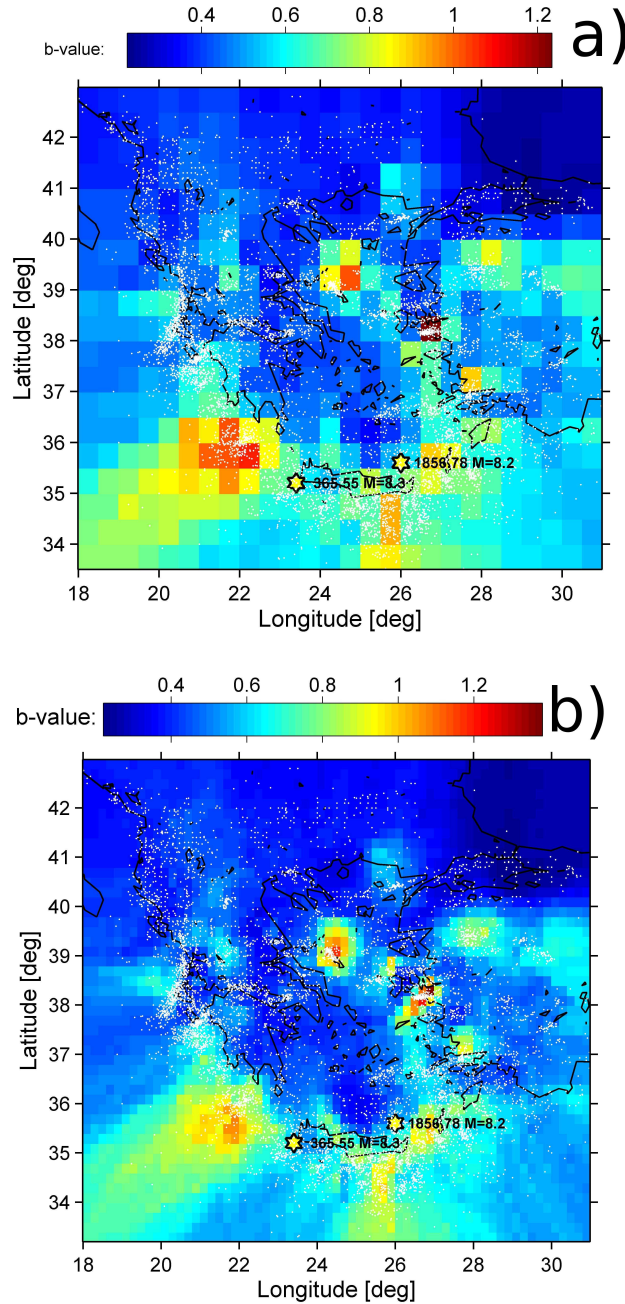 0.4 0.6 0.8 1 1.2
b-value:
a)
42
41
40
39
38
37
36
35
34
Latitude [deg]
1856,78 M=8.2
365.55 M=8.3
18 20 22 24 26 28 30
Longitude [deg]
0.4 0.6 0.8 1 1.2
b-value:
b)
42
41
40
39
38
37
36
35
34
Latitude [deg]
1856,78 M=8.2
365.55 M=8.3
18 20 22 24 26 28 30
Longitude [deg]